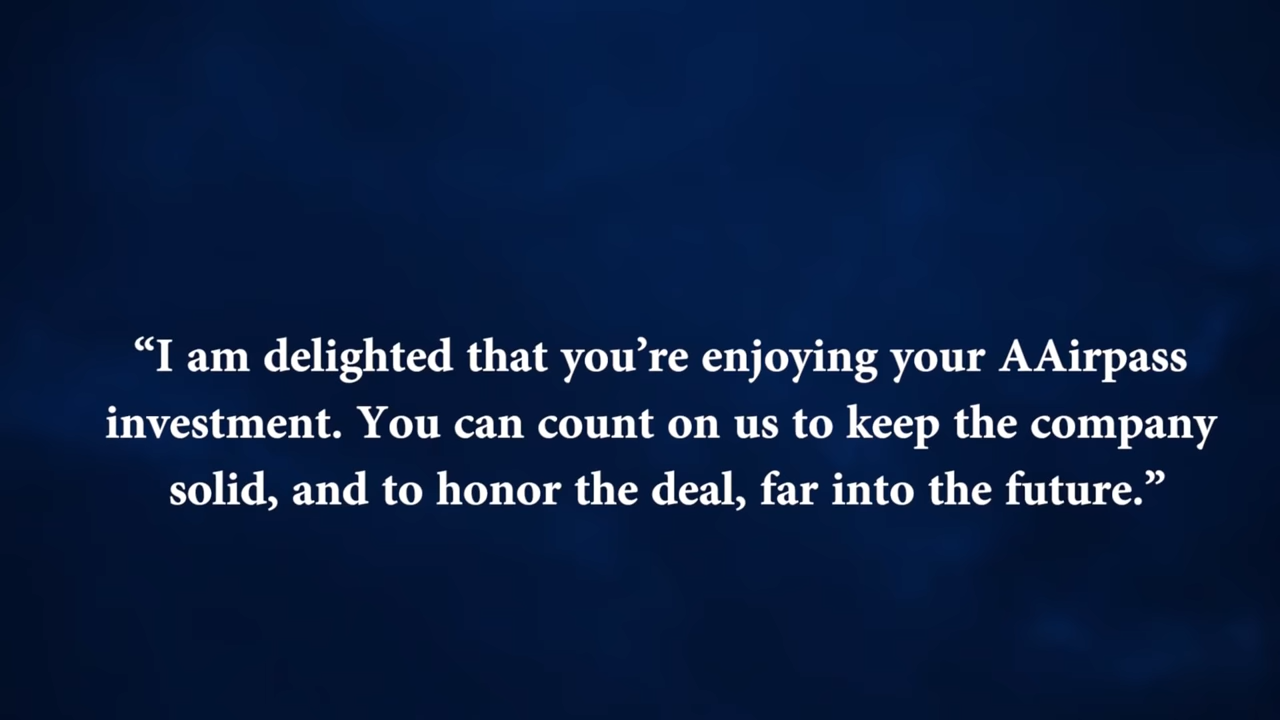 “I am delighted that you’re enjoying your AAirpass
investment. You can count on us to keep the company
solid, and to honor the deal, far into the future.”